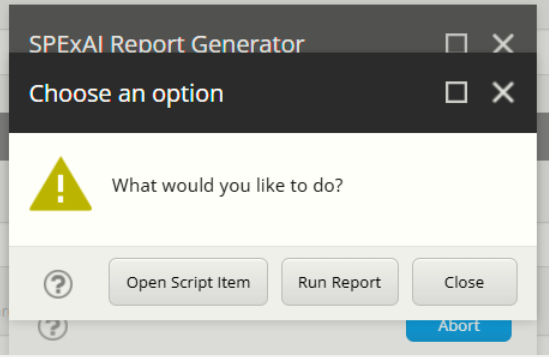 SPExAI Report Generator
Choose an option
What would you like to do?
Open Script Item
Run Report
Close
Abort